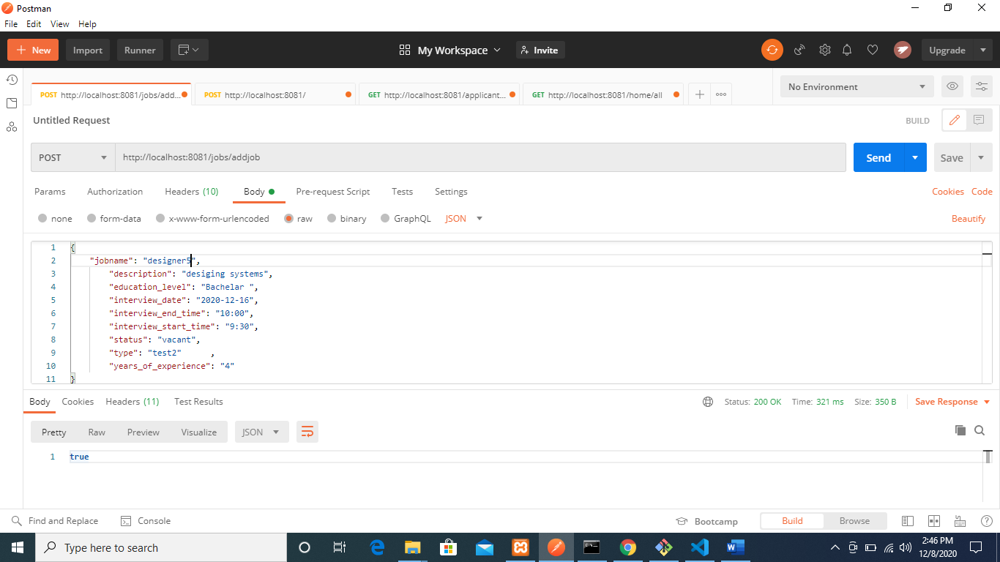 Postman
File Edit View Help
+ New Import Runner My Workspace Invite Upgrade
POST http://localhost:8081/jobs/add... POST http://localhost:8081/ GET http://localhost:8081/applicant... GET http://localhost:8081/home/all + ooo No Environment
Untitled Request BUILD
POST http://localhost:8081/jobs/addjob Send Save
Params Authorization Headers (10) Body Pre-request Script Tests Settings Cookies Code
none form-data x-www-form-urlencoded raw binary GraphQL JSON Beautify
1 {
2 "jobname": "designer5",
3 "description": "desiging systems",
4 "education_level": "Bachelar ",
5 "interview_date": "2020-12-16",
6 "interview_end_time": "10:00",
7 "interview_start_time": "9:30",
8 "status": "vacant",
9 "type": "test2"      ,
10 "years_of_experience": "4"
11 }
Body Cookies Headers (11) Test Results Status: 200 OK Time: 321 ms Size: 350 B Save Response
Pretty Raw Preview Visualize JSON
1 true
Find and Replace Console Bootcamp Build Browse ?
Type here to search 2:46 PM
12/8/2020